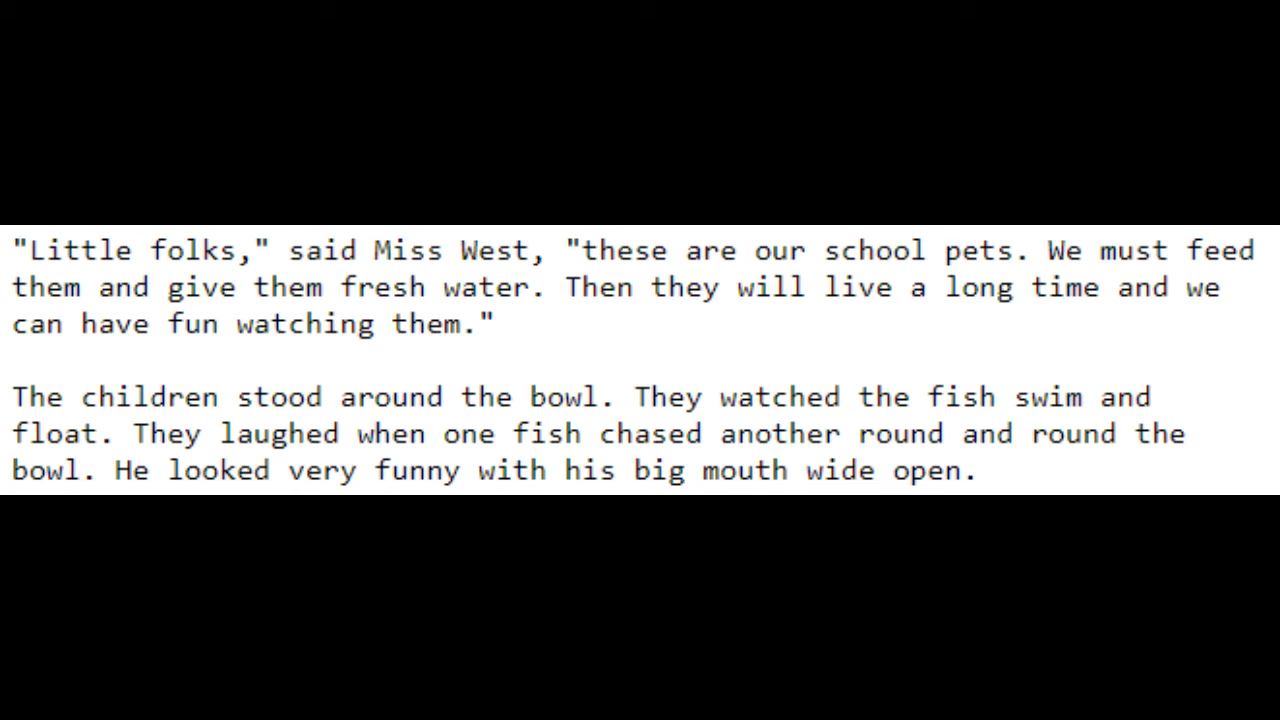 "Little folks," said Miss West, "these are our school pets. We must feed
them and give them fresh water. Then they will live a long time and we
can have fun watching them."
The children stood around the bowl. They watched the fish swim and
float. They laughed when one fish chased another round and round the
bowl. He looked very funny with his big mouth wide open.